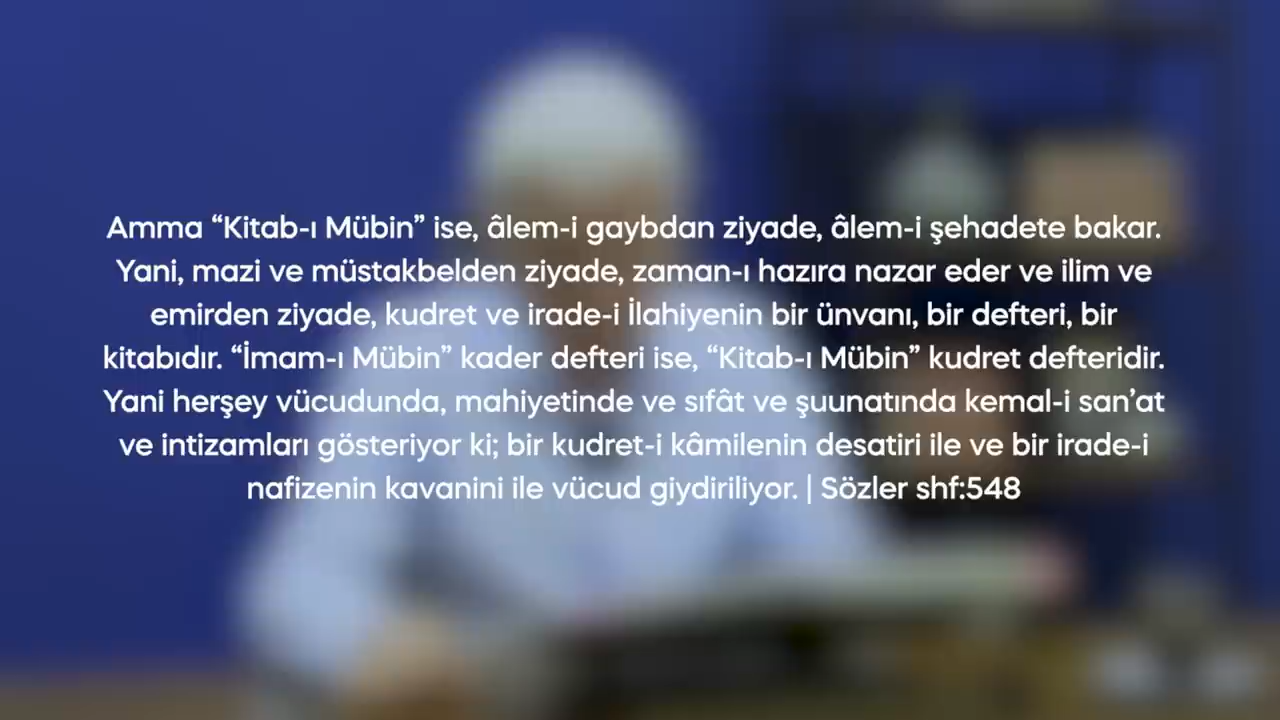 Amma “Kitab-ı Mübin” ise, âlem-i gaybdan ziyade, âlem-i şehadete bakar.
Yani, mazi ve müstakbelden ziyade, zaman-ı hazıra nazar eder ve ilim ve
emirden ziyade, kudret ve irade-i İlahiyenin bir ünvanı, bir defteri, bir
kitabıdır. “İmam-ı Mübin” kader defteri ise, “Kitab-ı Mübin” kudret defteridir.
Yani herşey vücudunda, mahiyetinde ve sıfât ve şuunatında kemal-i san’at
ve intizamları gösteriyor ki; bir kudret-i kâmilenin desatiri ile ve bir irade-i
nafizenin kavanini ile vücud giydiriliyor. | Sözler shf:548